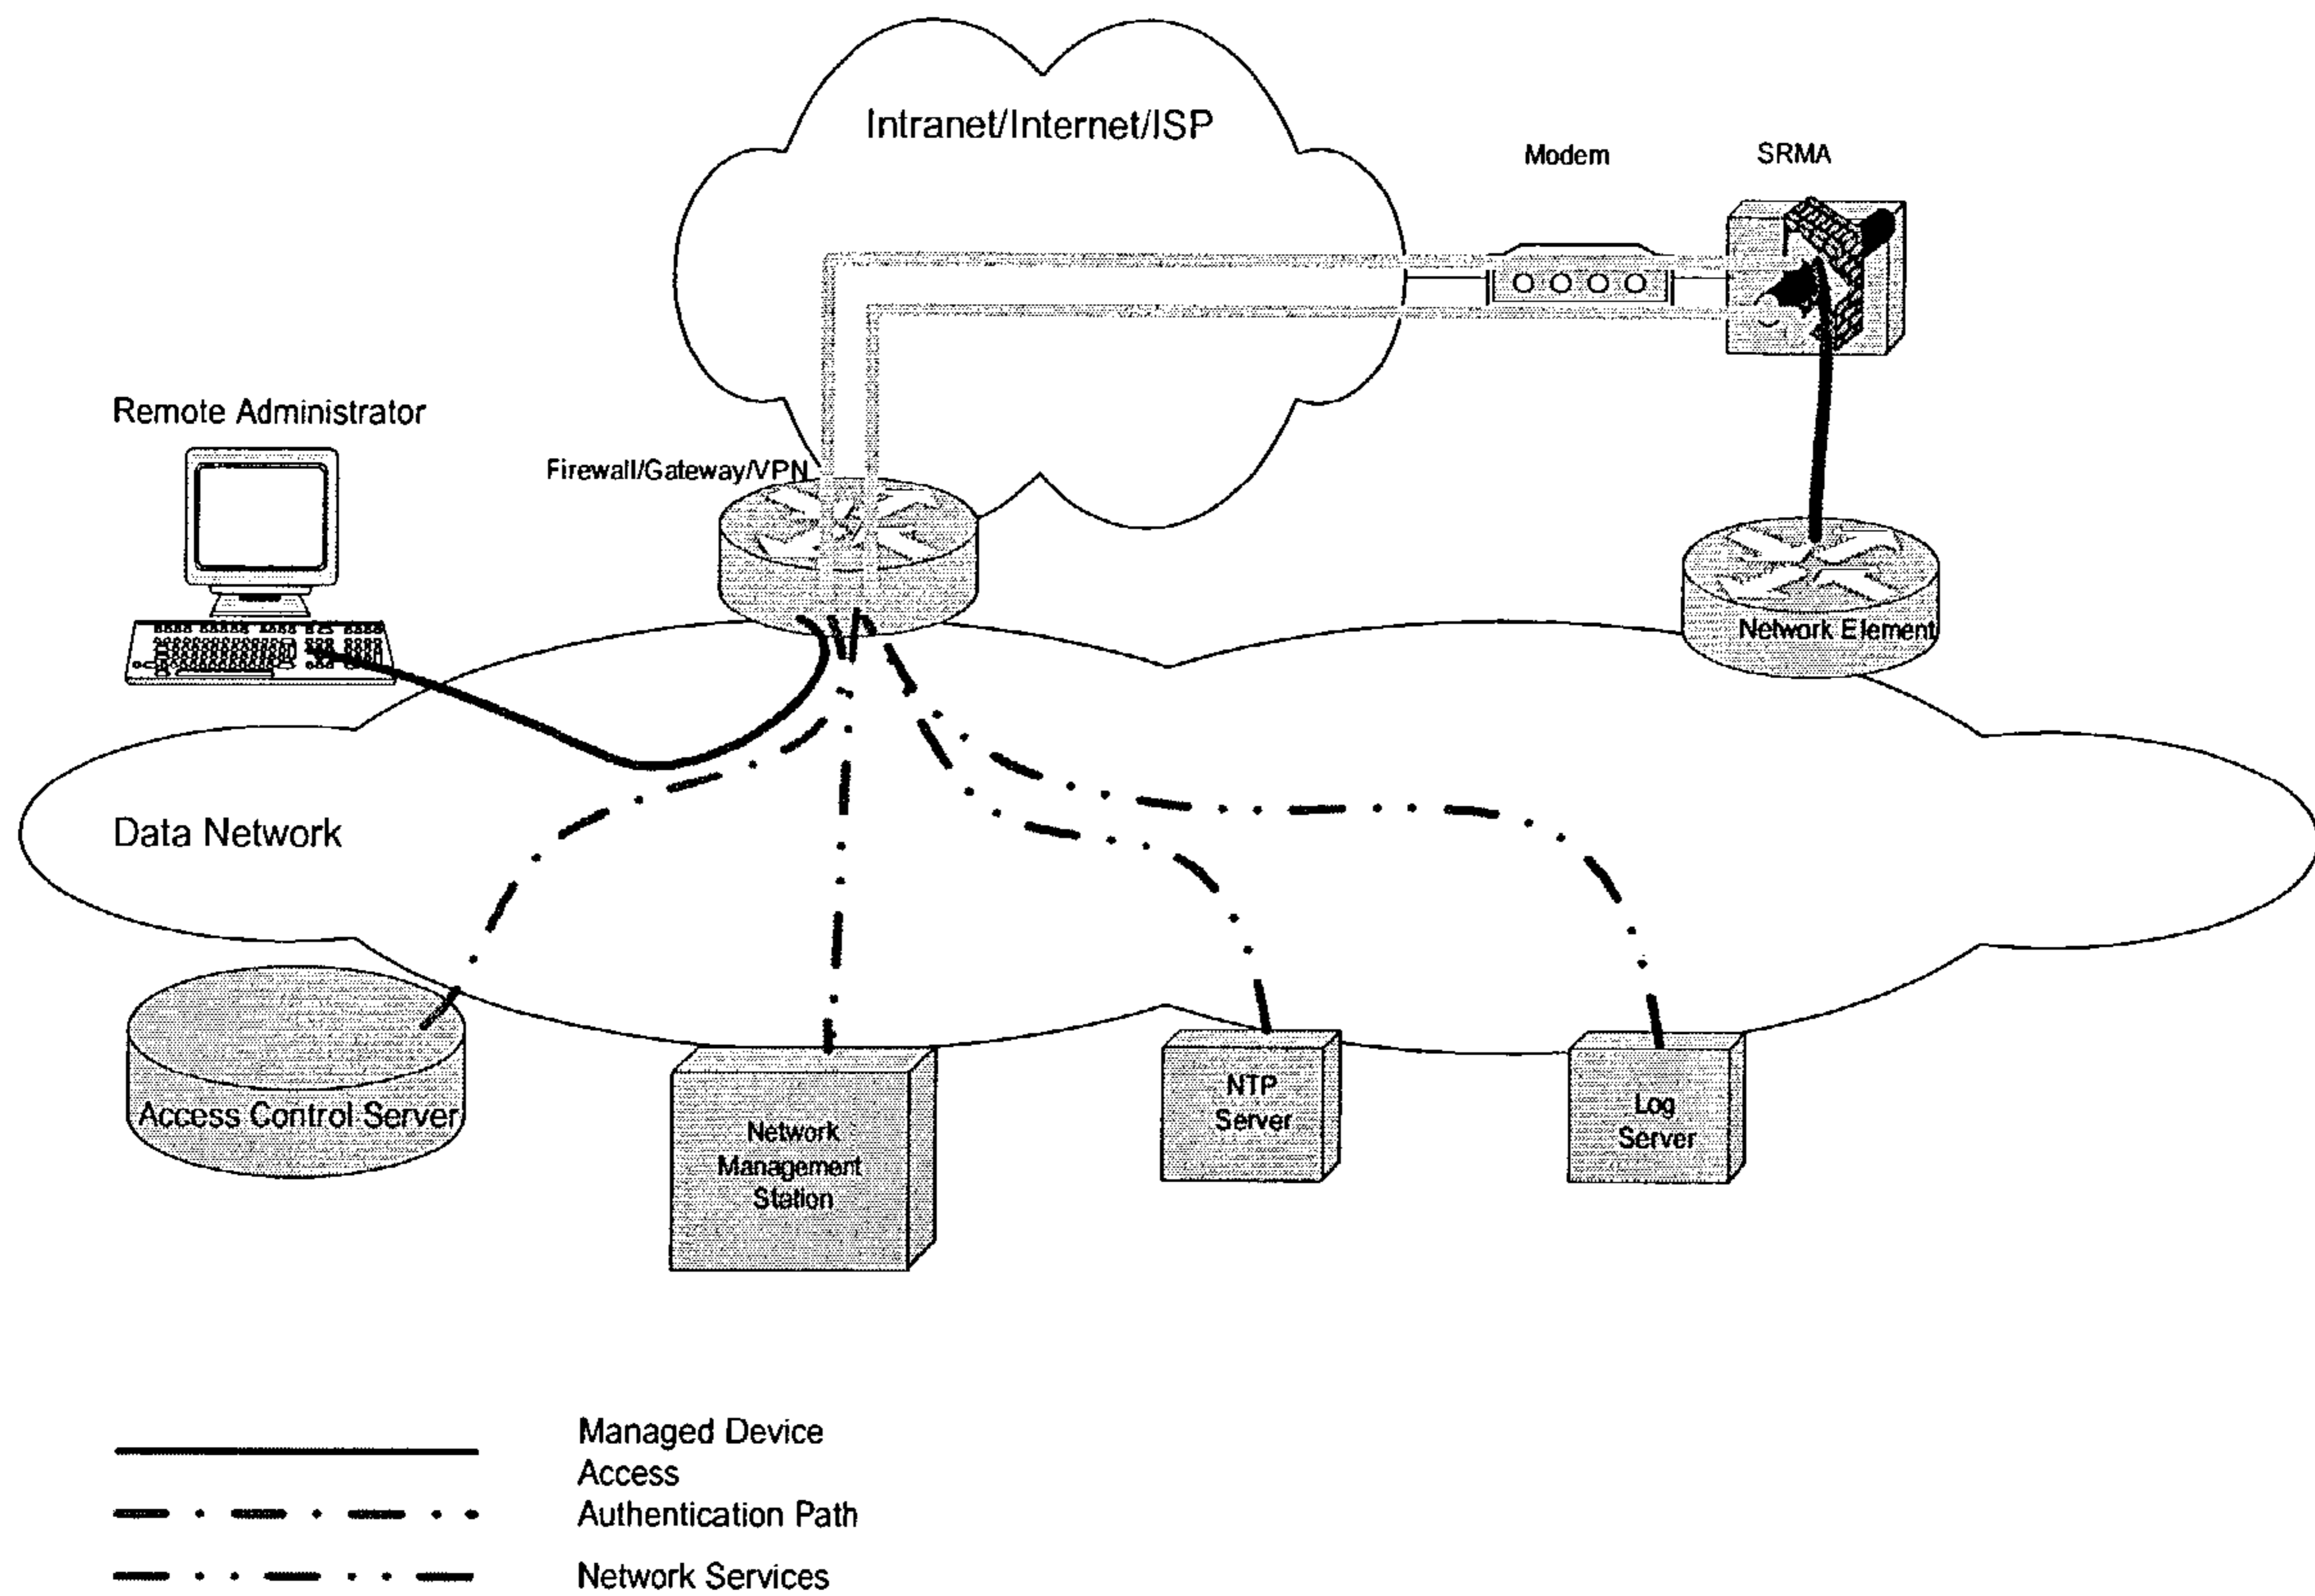 Intranet/Internet/ISP
Modem
SRMA
Remote Administrator
Firewall/Gateway/VPN
Network Element
Data Network
Access Control Server
Network
Management
Station
NTP
Server
Log
Server
Managed Device
Access
Authentication Path
Network Services